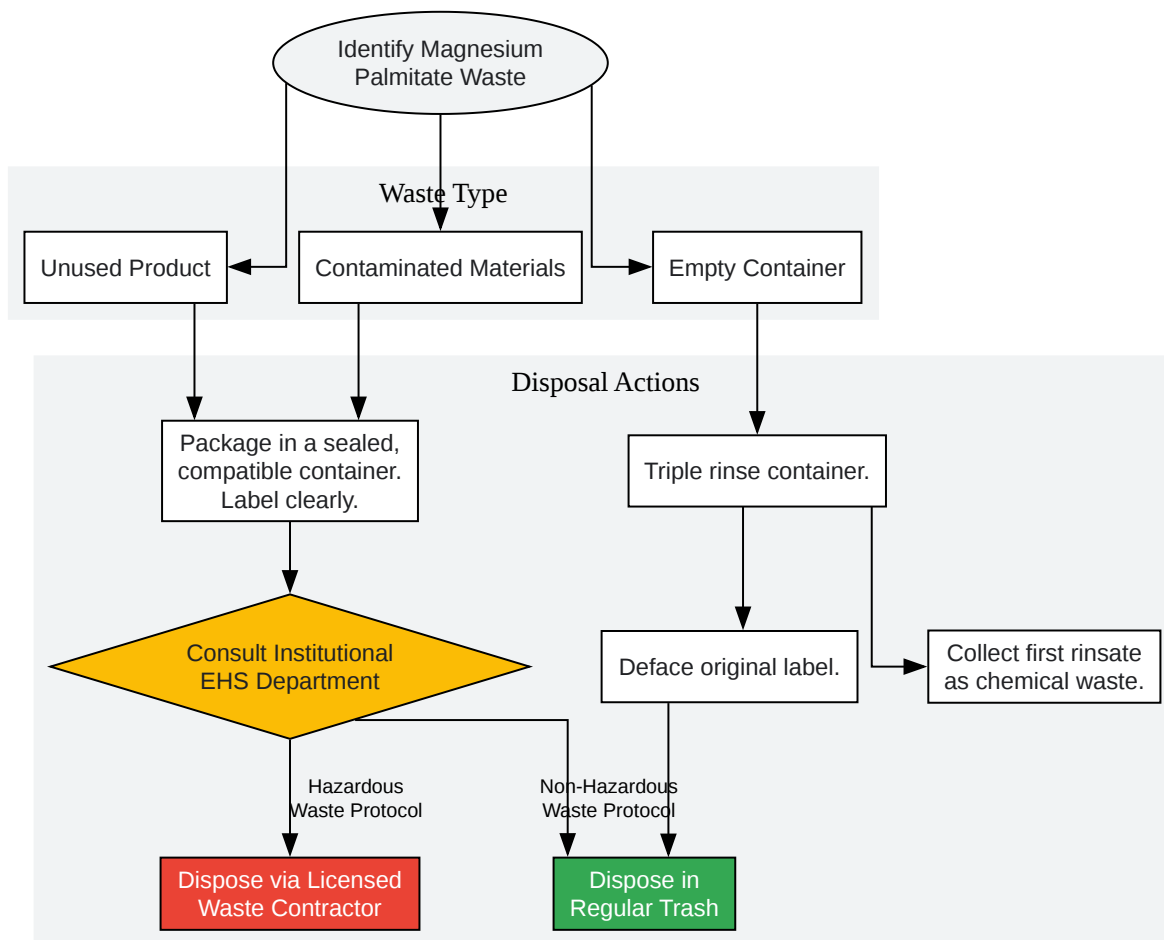 Identify Magnesium
Palmitate Waste
Waste Type
Unused Product
Contaminated Materials
Empty Container
Disposal Actions
Package in a sealed,
compatible container.
Label clearly.
Triple rinse container.
Consult Institutional
EHS Department
Deface original label.
Collect first rinsate
as chemical waste.
Hazardous
Waste Protocol
Non-Hazardous
Waste Protocol
Dispose via Licensed
Waste Contractor
Dispose in
Regular Trash